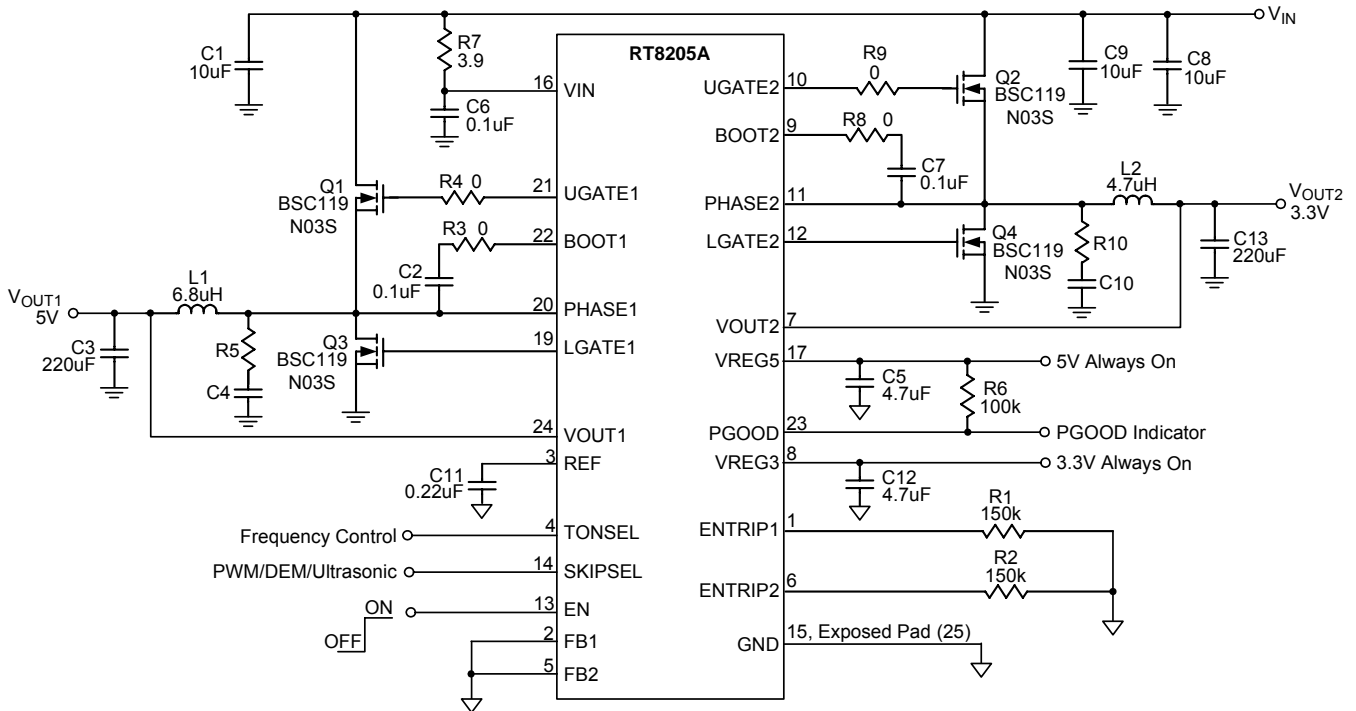 VIN
C1
10uF
R7
3.9
C6
0.1uF
16
VIN
RT8205A
UGATE2
10
R9
0
Q2
BSC119
N03S
C9
10uF
C8
10uF
BOOT2
9
R8 0
C7
0.1uF
Q1
BSC119
N03S
R4 0
21
UGATE1
PHASE2
11
L2
4.7uH
VOUT2
3.3V
R3 0
22
BOOT1
LGATE2
12
Q4
BSC119
N03S
R10
C10
C13
220uF
C2
0.1uF
L1
6.8uH
VOUT1
5V
20
PHASE1
VOUT2
7
C3
220uF
R5
C4
Q3
BSC119
N03S
19
LGATE1
VREG5
17
5V Always On
C5
4.7uF
R6
100k
24
VOUT1
PGOOD
23
PGOOD Indicator
3
REF
VREG3
8
3.3V Always On
C11
0.22uF
C12
4.7uF
Frequency Control
4
TONSEL
ENTRIP1
1
R1
150k
PWM/DEM/Ultrasonic
14
SKIPSEL
ENTRIP2
6
R2
150k
ON
OFF
13
EN
2
FB1
GND
15, Exposed Pad (25)
5
FB2